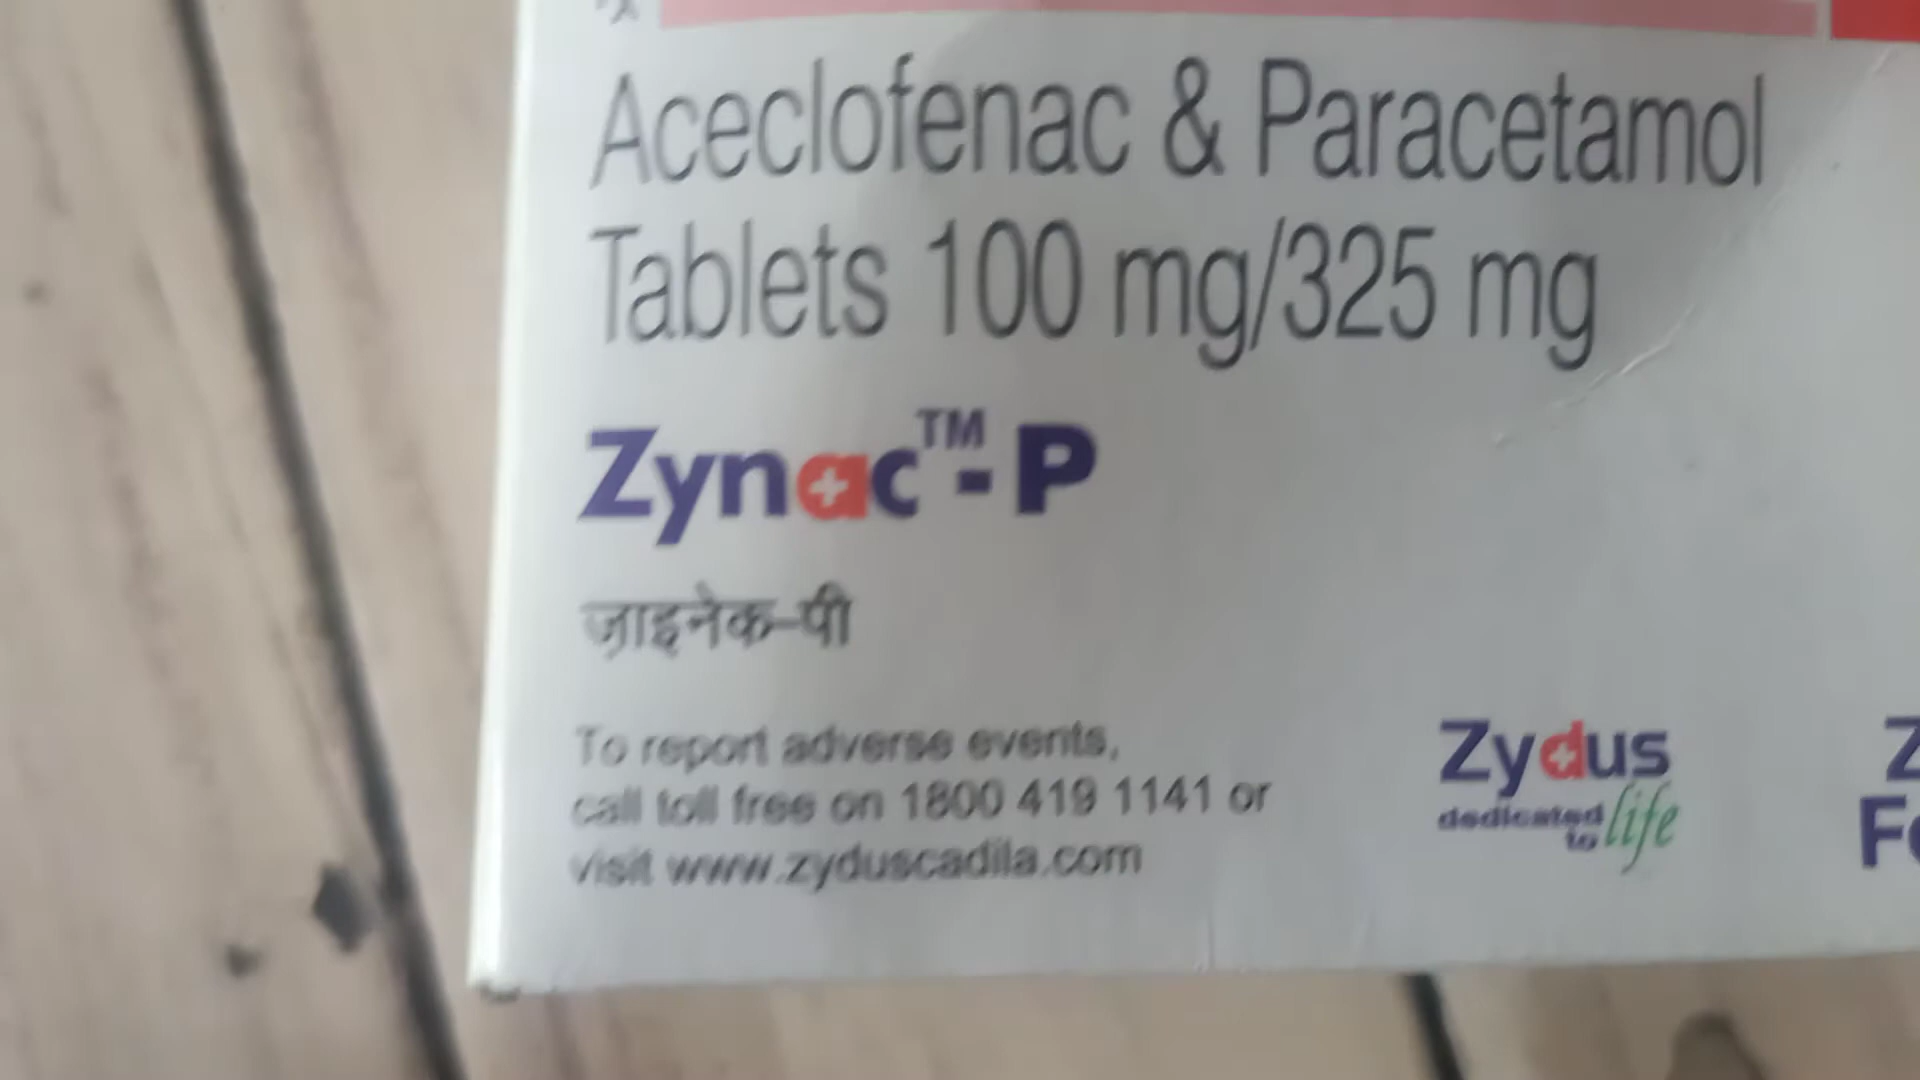 Aceclofenac & Paracetamol
Tablets 100 mg/325 mg
Zynac™-P
ज़ाइनेक-पी
To report adverse events,
call toll free on 1800 419 1141 or
visit www.zyduscadila.com
Zydus
dedicated
to life